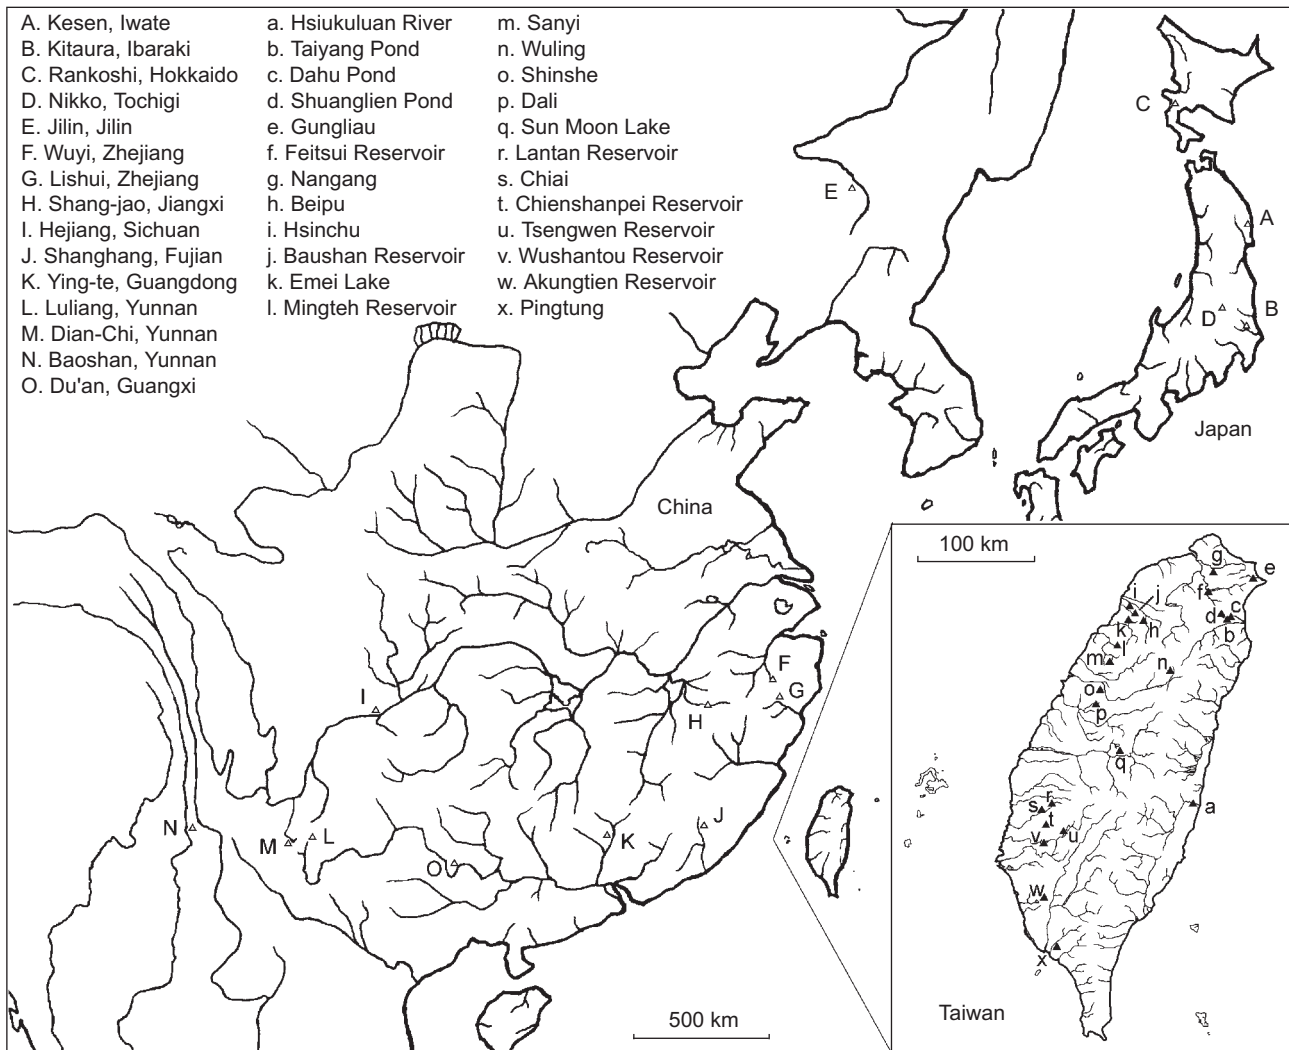 A. Kesen, Iwate
B. Kitaura, Ibaraki
C. Rankoshi, Hokkaido
D. Nikko, Tochigi
E. Jilin, Jilin
F. Wuyi, Zhejiang
G. Lishui, Zhejiang
H. Shang-jao, Jiangxi
I. Hejiang, Sichuan
J. Shanghang, Fujian
K. Ying-te, Guangdong
L. Luliang, Yunnan
M. Dian-Chi, Yunnan
N. Baoshan, Yunnan
O. Du'an, Guangxi
a. Hsiukuluan River
b. Taiyang Pond
c. Dahu Pond
d. Shuanglien Pond
e. Gungliau
f. Feitsui Reservoir
g. Nangang
h. Beipu
i. Hsinchu
j. Baushan Reservoir
k. Emei Lake
l. Mingteh Reservoir
m. Sanyi
n. Wuling
o. Shinshe
p. Dali
q. Sun Moon Lake
r. Lantan Reservoir
s. Chiai
t. Chienshanpei Reservoir
u. Tsengwen Reservoir
v. Wushantou Reservoir
w. Akungtien Reservoir
x. Pingtung
C
E
A
D
B
Japan
China
F
G
H
I
J
K
L
M
N
O
500 km
100 km
g
e
f
i
j
d
c
k
h
b
l
m
n
o
p
q
r
s
a
t
v
u
w
x
Taiwan